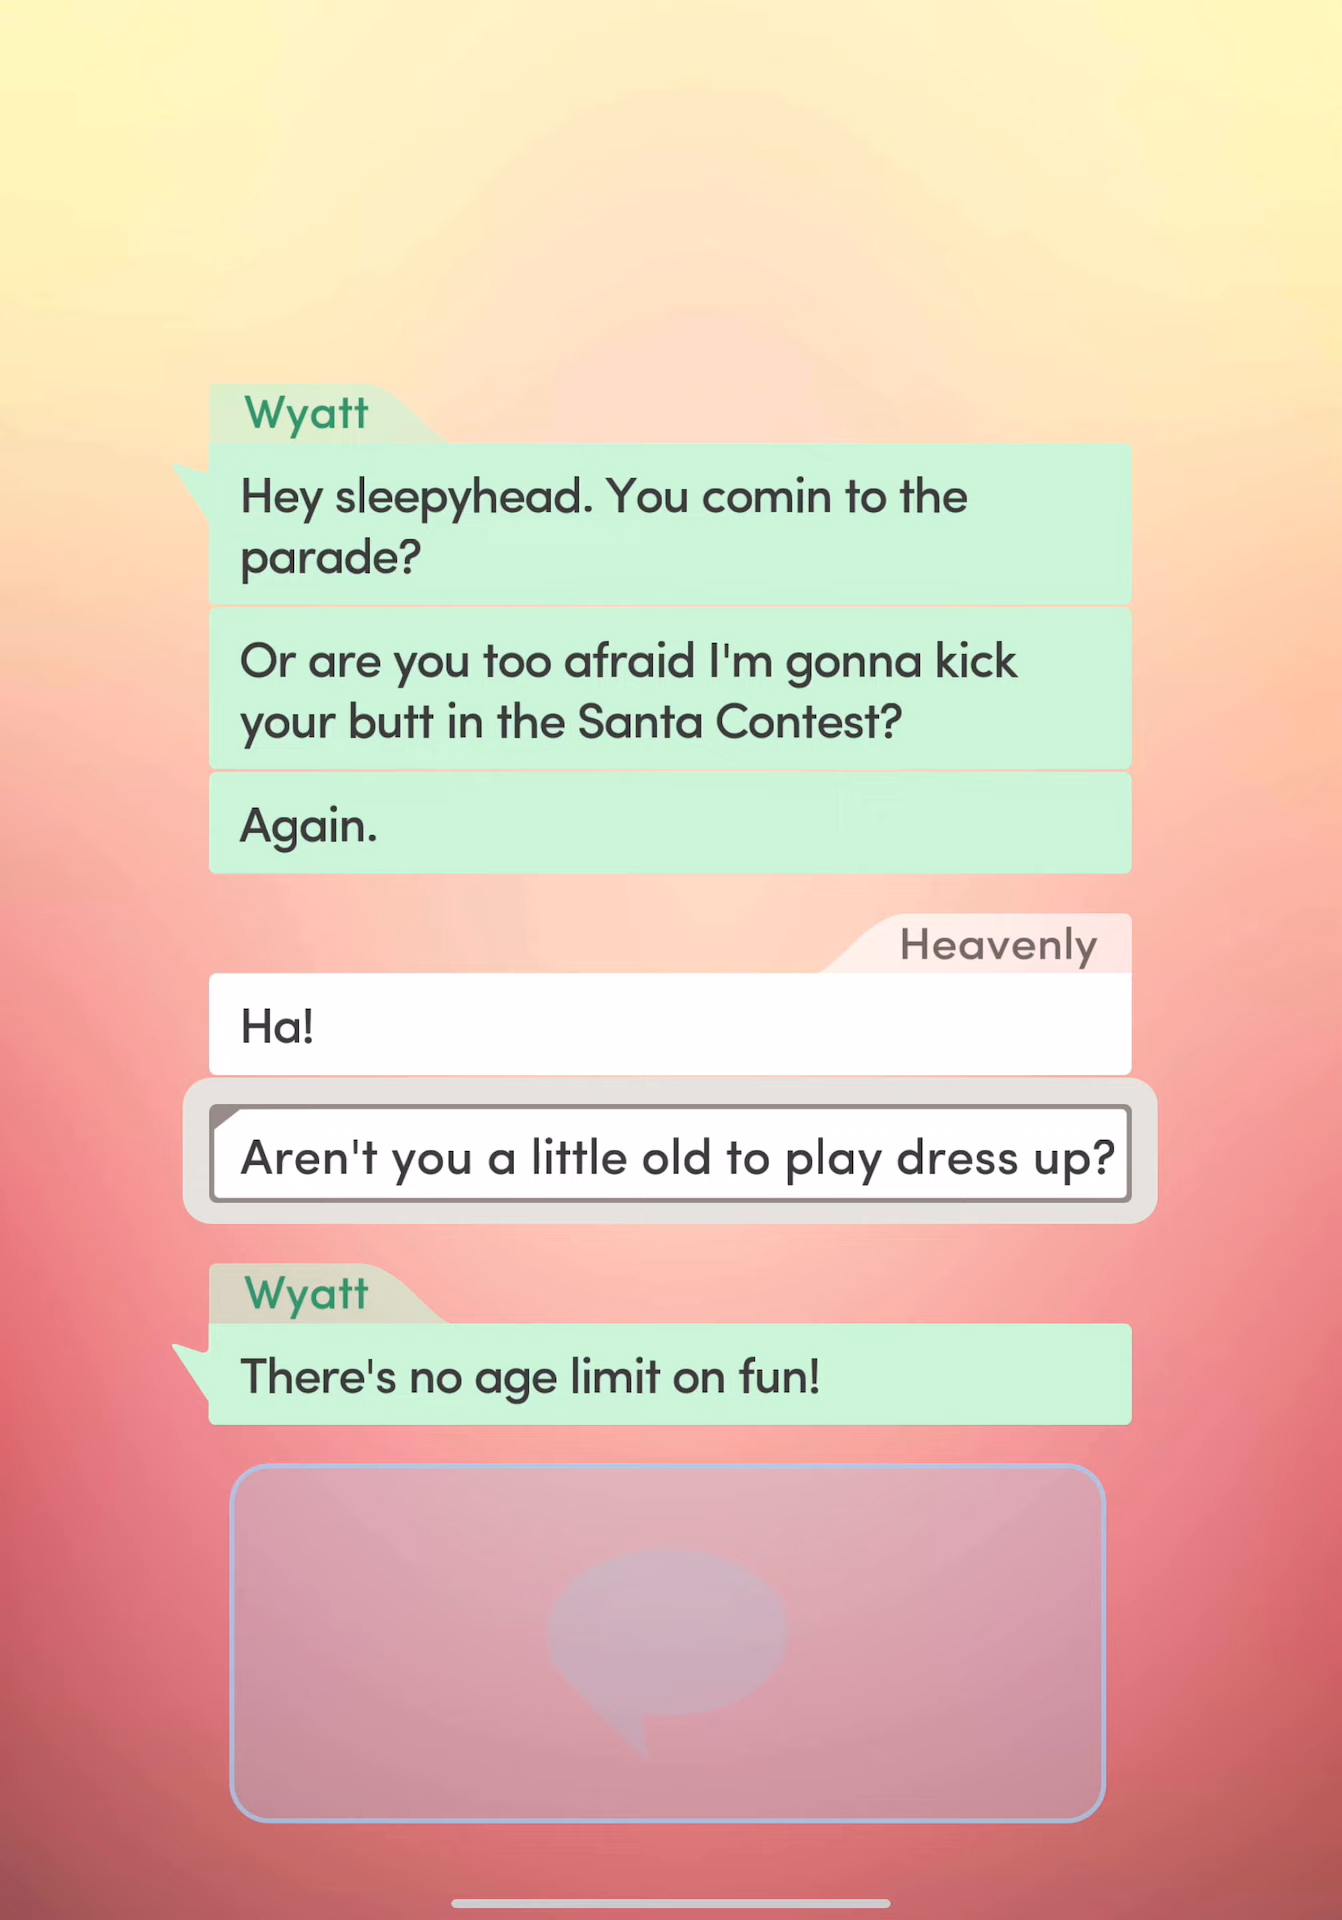 Wyatt
Hey sleepyhead. You comin to the
parade?
Or are you too afraid I'm gonna kick
your butt in the Santa Contest?
Again.
Heavenly
Ha!
Aren't you a little old to play dress up?
Wyatt
There's no age limit on fun!